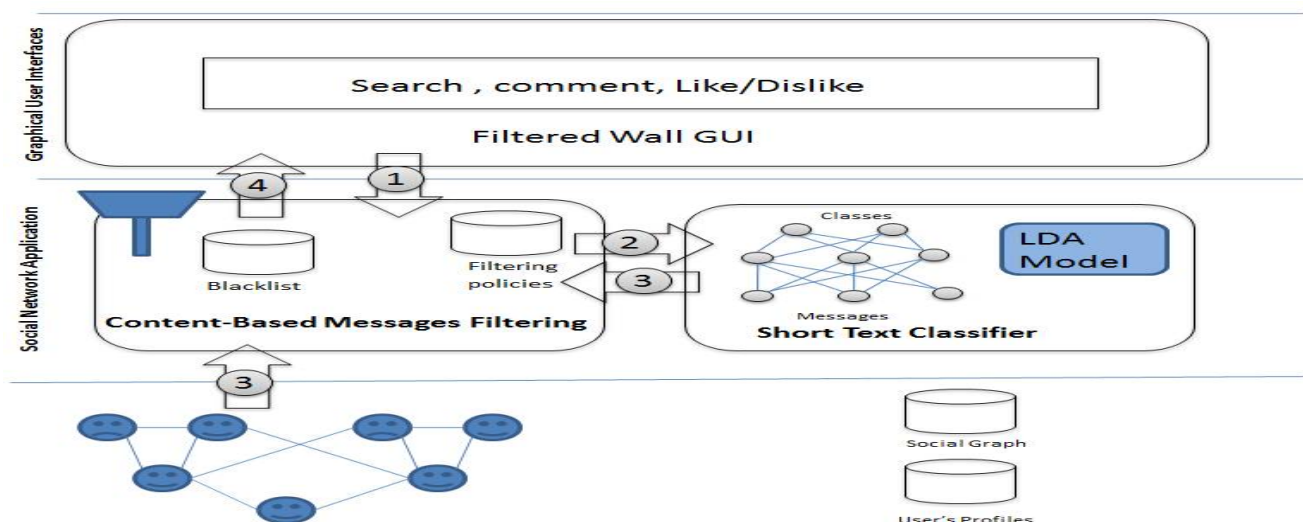 Graphical User Interfaces
Search , comment, Like/Dislike
Filtered Wall GUI
4
1
Social Network Application
Blacklist
Filtering
policies
Content-Based Messages Filtering
2
3
Classes
Messages
LDA
Model
Short Text Classifier
3
Social Graph
User's Profiles